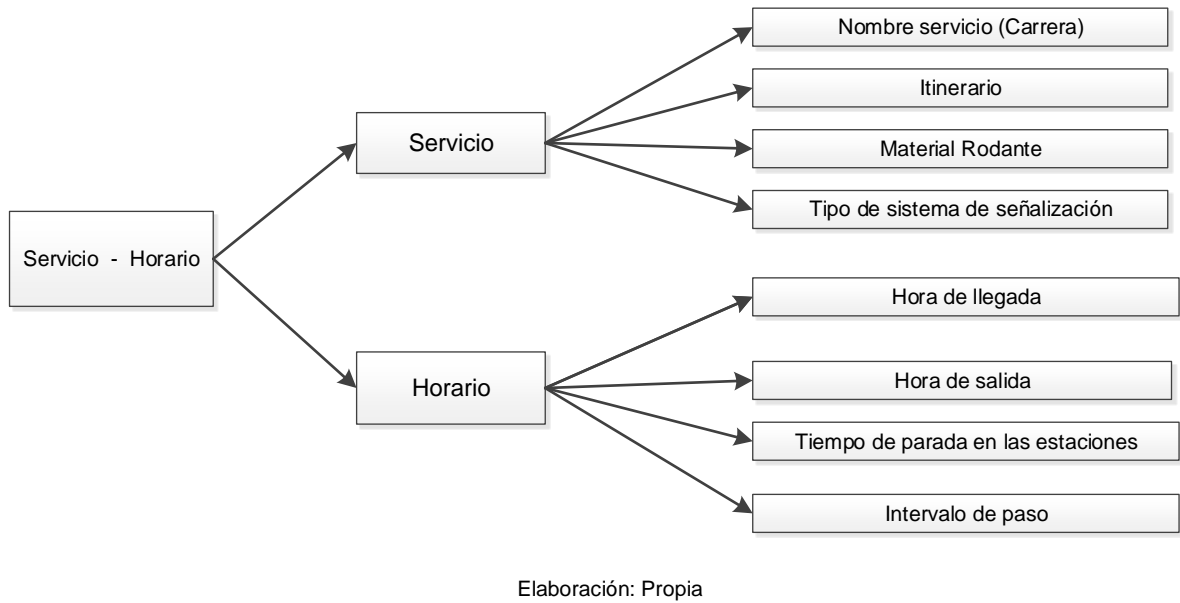 Servicio - Horario
Servicio
Nombre servicio (Carrera)
Itinerario
Material Rodante
Tipo de sistema de señalización
Horario
Hora de llegada
Hora de salida
Tiempo de parada en las estaciones
Intervalo de paso
Elaboración: Propia